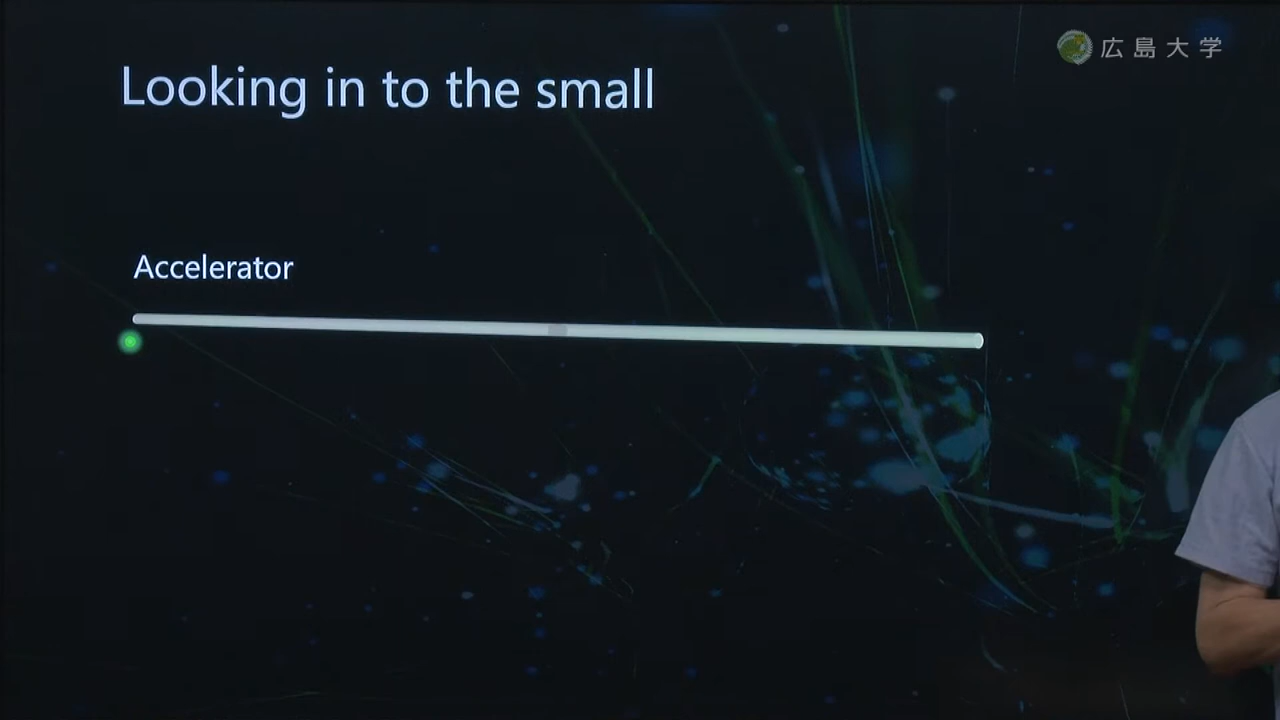 広島大学
Looking in to the small
Accelerator